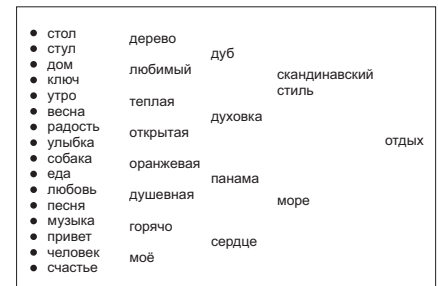 стол
стул
дом
ключ
утро
весна
радость
улыбка
собака
еда
любовь
песня
музыка
привет
человек
счастье
дерево
любимый
теплая
открытая
оранжевая
душевная
горячо
моё
дуб
духовка
панама
сердце
скандинавский
стиль
море
отдых